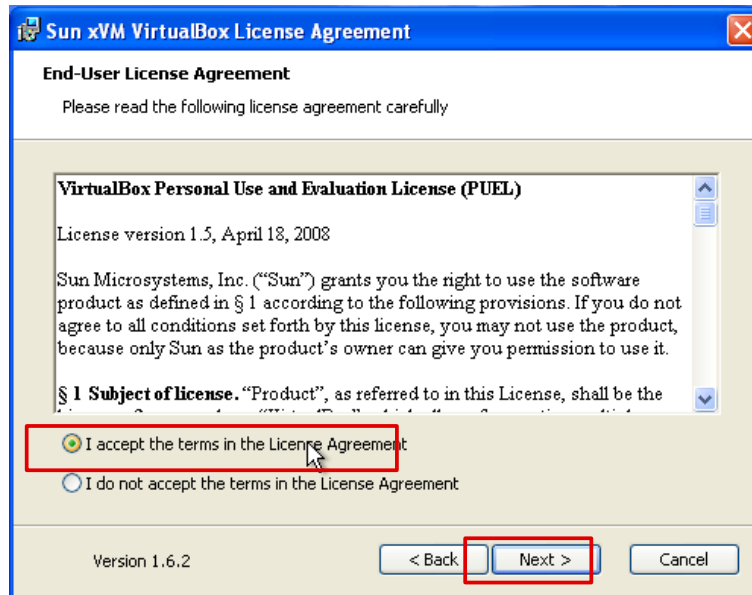 Sun xVM VirtualBox License Agreement
End-User License Agreement
Please read the following license agreement carefully
VirtualBox Personal Use and Evaluation License (PUEL)
License version 1.5, April 18, 2008
Sun Microsystems, Inc. (“Sun”) grants you the right to use the software
product as defined in § 1 according to the following provisions. If you do not
agree to all conditions set forth by this license, you may not use the product,
because only Sun as the product’s owner can give you permission to use it.
§ 1 Subject of license. “Product”, as referred to in this License, shall be the
I accept the terms in the License Agreement
I do not accept the terms in the License Agreement
Version 1.6.2
< Back
Next >
Cancel